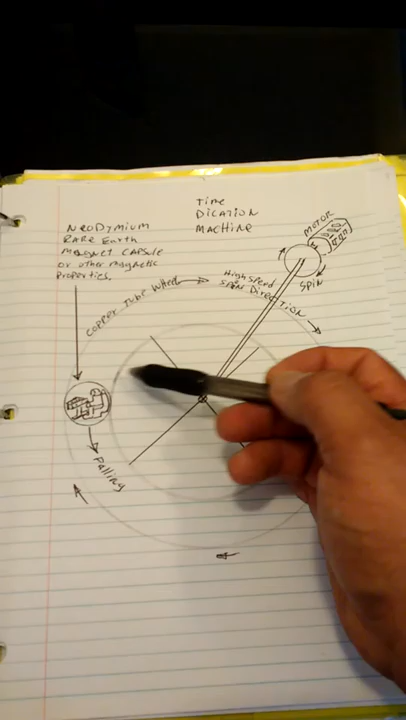 TIME
DILATION
MACHINE
NEODYMIUM
RARE EARTH
MAGNET CAPSULE
OR other magnetic
Properties.
MOTOR
SPIN
COPPER Tube Wheel
High speed
SPIN DIRECTION
Falling